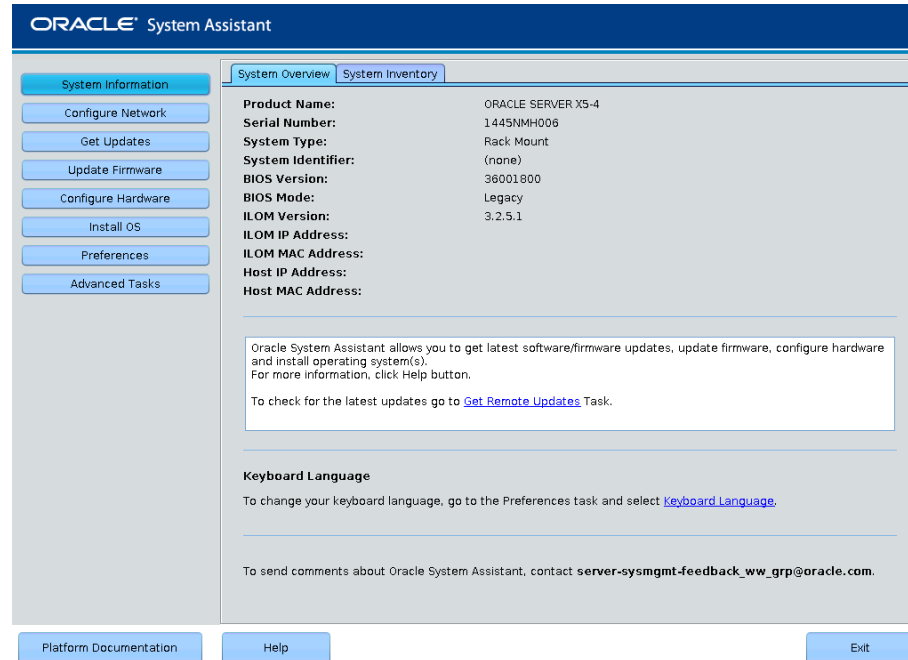 ORACLE System Assistant
System Information
Configure Network
Get Updates
Update Firmware
Configure Hardware
Install OS
Preferences
Advanced Tasks
System Overview System Inventory
Product Name: ORACLE SERVER X5-4
Serial Number: 1445NMH006
System Type: Rack Mount
System Identifier: (none)
BIOS Version: 36001800
BIOS Mode: Legacy
ILOM Version: 3.2.5.1
ILOM IP Address:
ILOM MAC Address:
Host IP Address:
Host MAC Address:
Oracle System Assistant allows you to get latest software/firmware updates, update firmware, configure hardware
and install operating system(s).
For more information, click Help button.
To check for the latest updates go to Get Remote Updates Task.
Keyboard Language
To change your keyboard language, go to the Preferences task and select Keyboard Language.
To send comments about Oracle System Assistant, contact server-sysmgmt-feedback_ww_grp@oracle.com.
Platform Documentation Help Exit